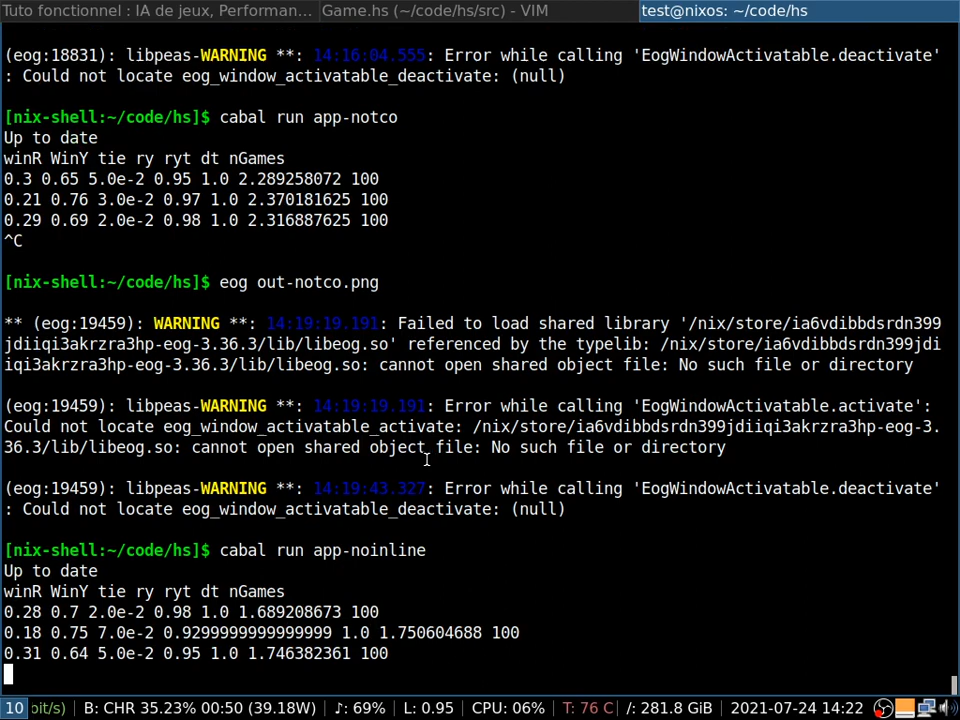 Tuto fonctionnel : IA de jeux, Performan... Game.hs (~/code/hs/src) - VIM test@nixos: ~/code/hs
(eog:18831): libpeas-WARNING **: 14:16:04.555: Error while calling 'EogWindowActivatable.deactivate'
: Could not locate eog_window_activatable_deactivate: (null)
[nix-shell:~/code/hs]$ cabal run app-notco
Up to date
winR WinY tie ry ryt dt nGames
0.3 0.65 5.0e-2 0.95 1.0 2.289258072 100
0.21 0.76 3.0e-2 0.97 1.0 2.370181625 100
0.29 0.69 2.0e-2 0.98 1.0 2.316887625 100
^C
[nix-shell:~/code/hs]$ eog out-notco.png
** (eog:19459): WARNING **: 14:19:19.191: Failed to load shared library '/nix/store/ia6vdibbdsrdn399
jdiiqi3akrzra3hp-eog-3.36.3/lib/libeog.so' referenced by the typelib: /nix/store/ia6vdibbdsrdn399jdi
iqi3akrzra3hp-eog-3.36.3/lib/libeog.so: cannot open shared object file: No such file or directory
(eog:19459): libpeas-WARNING **: 14:19:19.191: Error while calling 'EogWindowActivatable.activate':
Could not locate eog_window_activatable_activate: /nix/store/ia6vdibbdsrdn399jdiiqi3akrzra3hp-eog-3.
36.3/lib/libeog.so: cannot open shared object file: No such file or directory
(eog:19459): libpeas-WARNING **: 14:19:43.327: Error while calling 'EogWindowActivatable.deactivate'
: Could not locate eog_window_activatable_deactivate: (null)
[nix-shell:~/code/hs]$ cabal run app-noinline
Up to date
winR WinY tie ry ryt dt nGames
0.28 0.7 2.0e-2 0.98 1.0 1.689208673 100
0.18 0.75 7.0e-2 0.9299999999999999 1.0 1.750604688 100
0.31 0.64 5.0e-2 0.95 1.0 1.746382361 100
10 bit/s) B: CHR 35.23% 00:50 (39.18W) ♪: 69% L: 0.95 CPU: 06% T: 76 C /: 281.8 GiB 2021-07-24 14:22